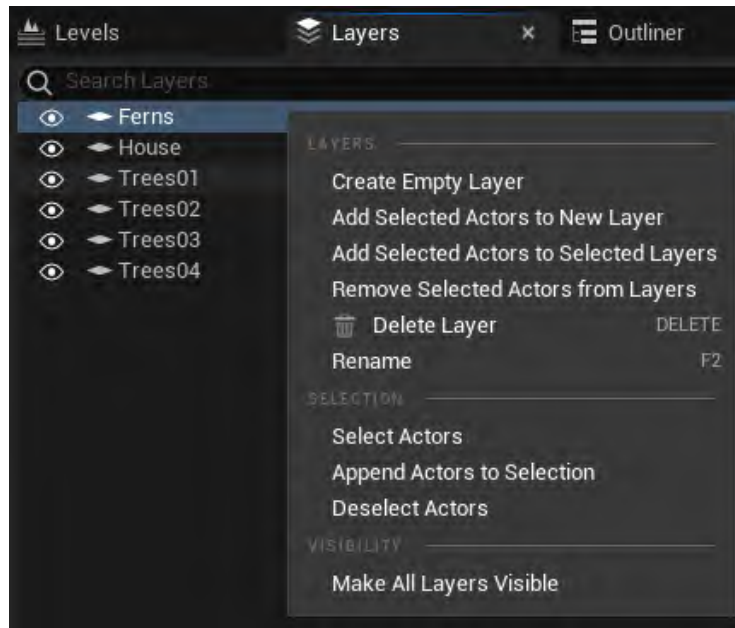 Levels
Layers
Outliner
Search Layers
Ferns
House
Trees01
Trees02
Trees03
Trees04
LAYERS
Create Empty Layer
Add Selected Actors to New Layer
Add Selected Actors to Selected Layers
Remove Selected Actors from Layers
Delete Layer DELETE
Rename F2
SELECTION
Select Actors
Append Actors to Selection
Deselect Actors
VISIBILITY
Make All Layers Visible